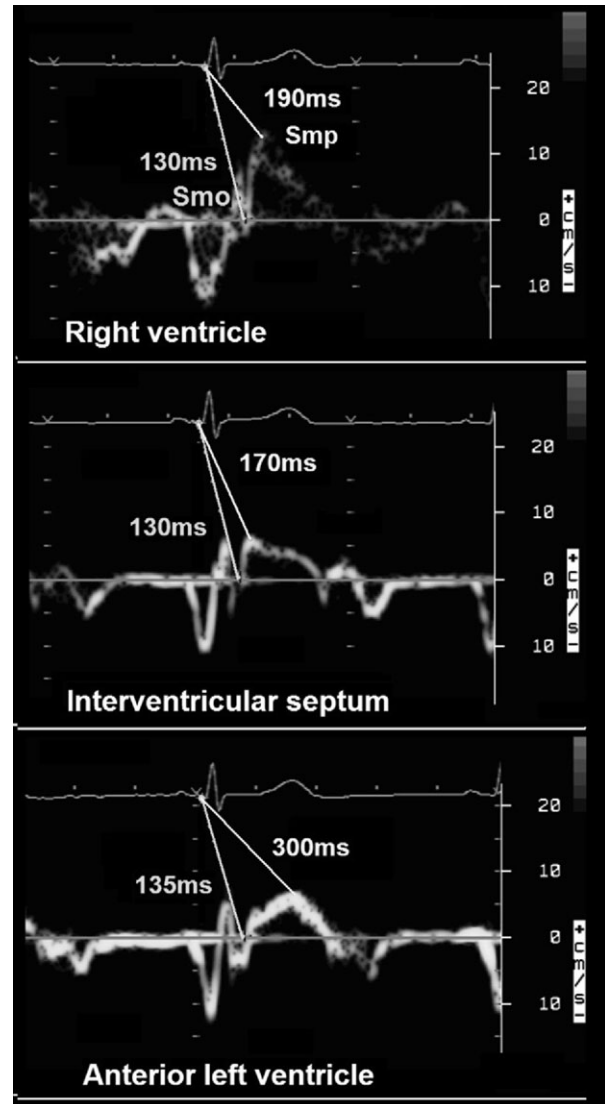 20
190ms
Smp
10
130ms
Smo
0
+cm/s-
10
Right ventricle
20
170ms
10
130ms
0
+cm/s-
10
Interventricular septum
20
300ms
10
135ms
0
+cm/s-
10
Anterior left ventricle